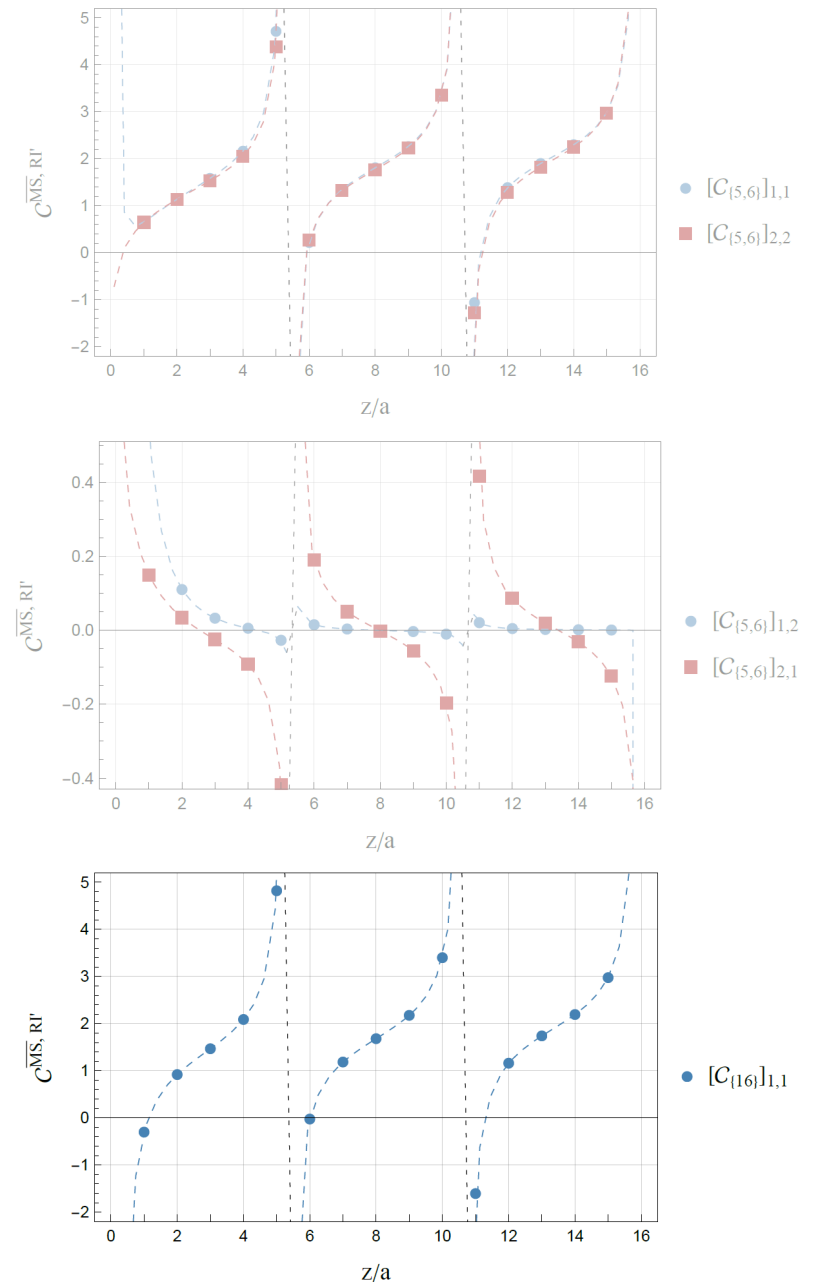 5
4
3
2
1
0
−1
−2
0 2 4 6 8 10 12 14 16
z/a
C^{\overline{MS}, RI'}
[C_{{5,6}}]_{1,1}
[C_{{5,6}}]_{2,2}
0.4
0.2
0.0
−0.2
−0.4
0 2 4 6 8 10 12 14 16
z/a
C^{\overline{MS}, RI'}
[C_{{5,6}}]_{1,2}
[C_{{5,6}}]_{2,1}
5
4
3
2
1
0
−1
−2
0 2 4 6 8 10 12 14 16
z/a
C^{\overline{MS}, RI'}
[C_{{16}}]_{1,1}